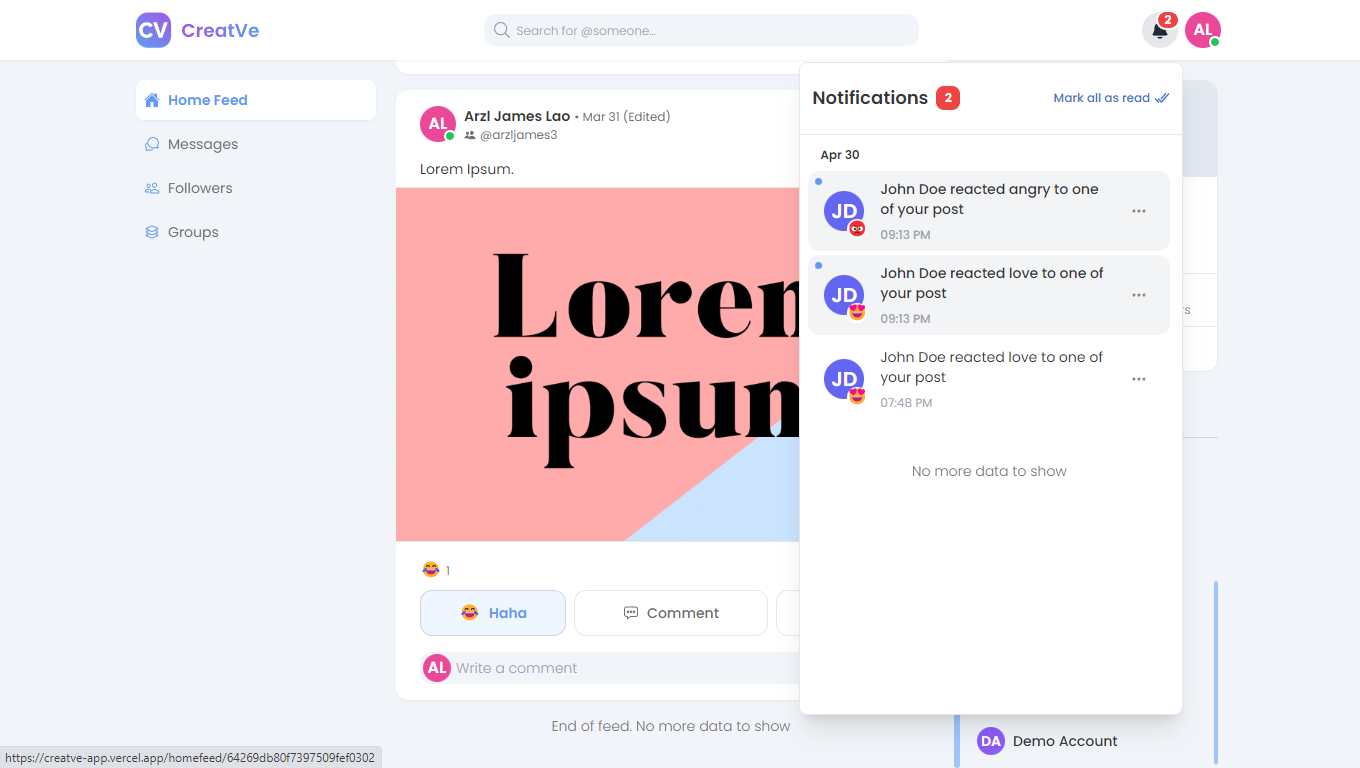 CV CreatVe
Search for @someone...
2
AL
Home Feed
Messages
Followers
Groups
AL
Arzl James Lao • Mar 31 (Edited)
@arzljames3
Lorem Ipsum.
Lorem
ipsum
1
Haha
Comment
AL Write a comment
End of feed. No more data to show
Notifications 2
Mark all as read
Apr 30
JD
John Doe reacted angry to one
of your post
09:13 PM
JD
John Doe reacted love to one of
your post
09:13 PM
JD
John Doe reacted love to one of
your post
07:48 PM
No more data to show
DA Demo Account
https://creatve-app.vercel.app/homefeed/64269db80f7397509fef0302